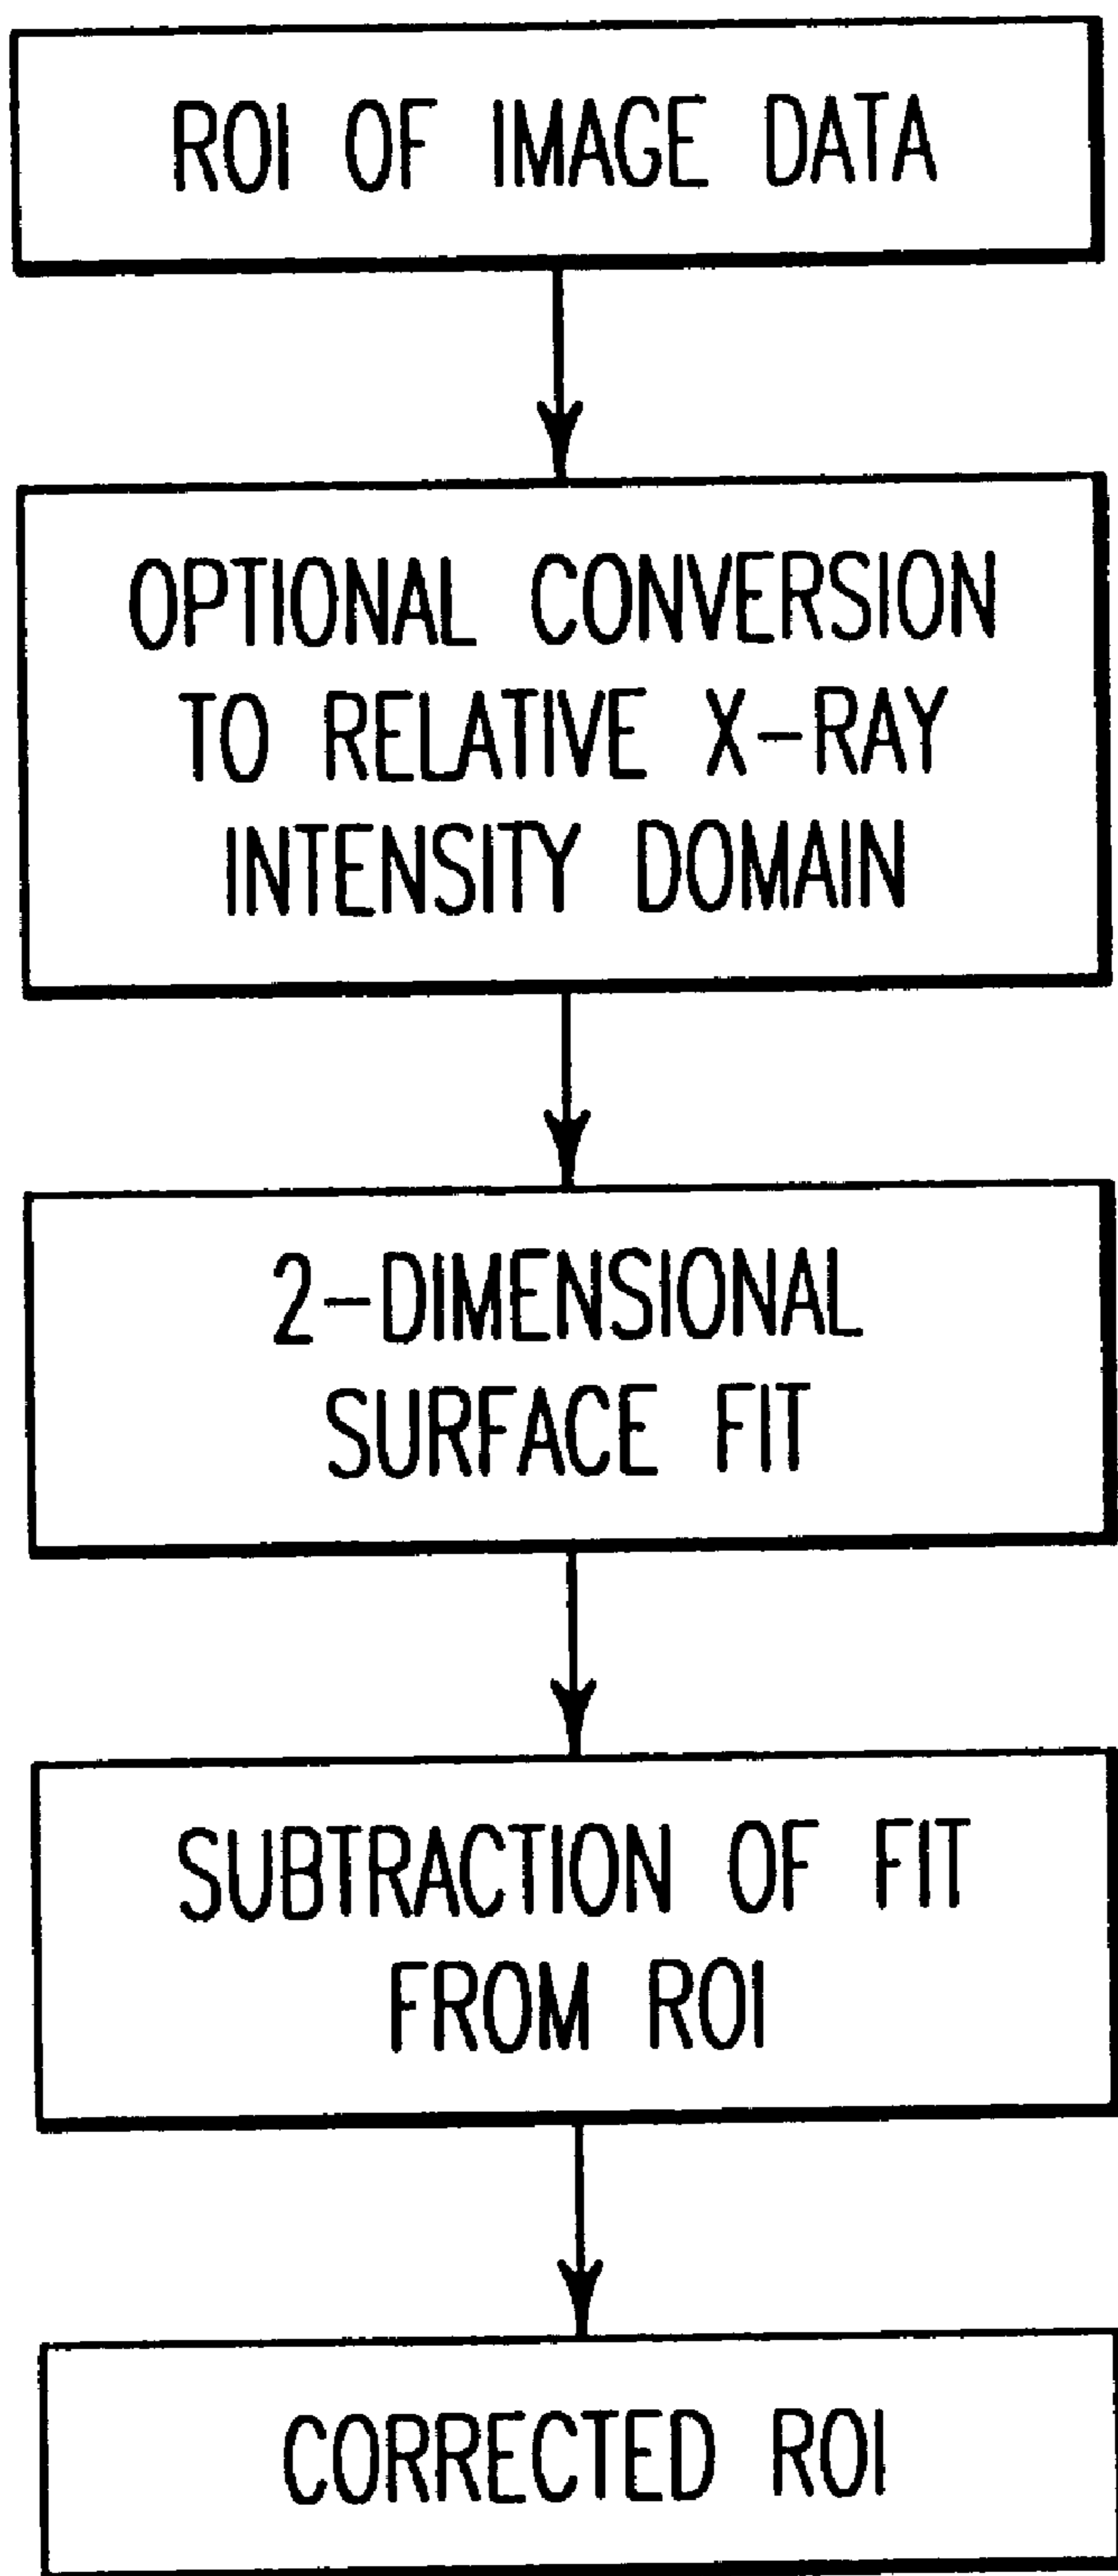 ROI OF IMAGE DATA
OPTIONAL CONVERSION
TO RELATIVE X-RAY
INTENSITY DOMAIN
2-DIMENSIONAL
SURFACE FIT
SUBTRACTION OF FIT
FROM ROI
CORRECTED ROI